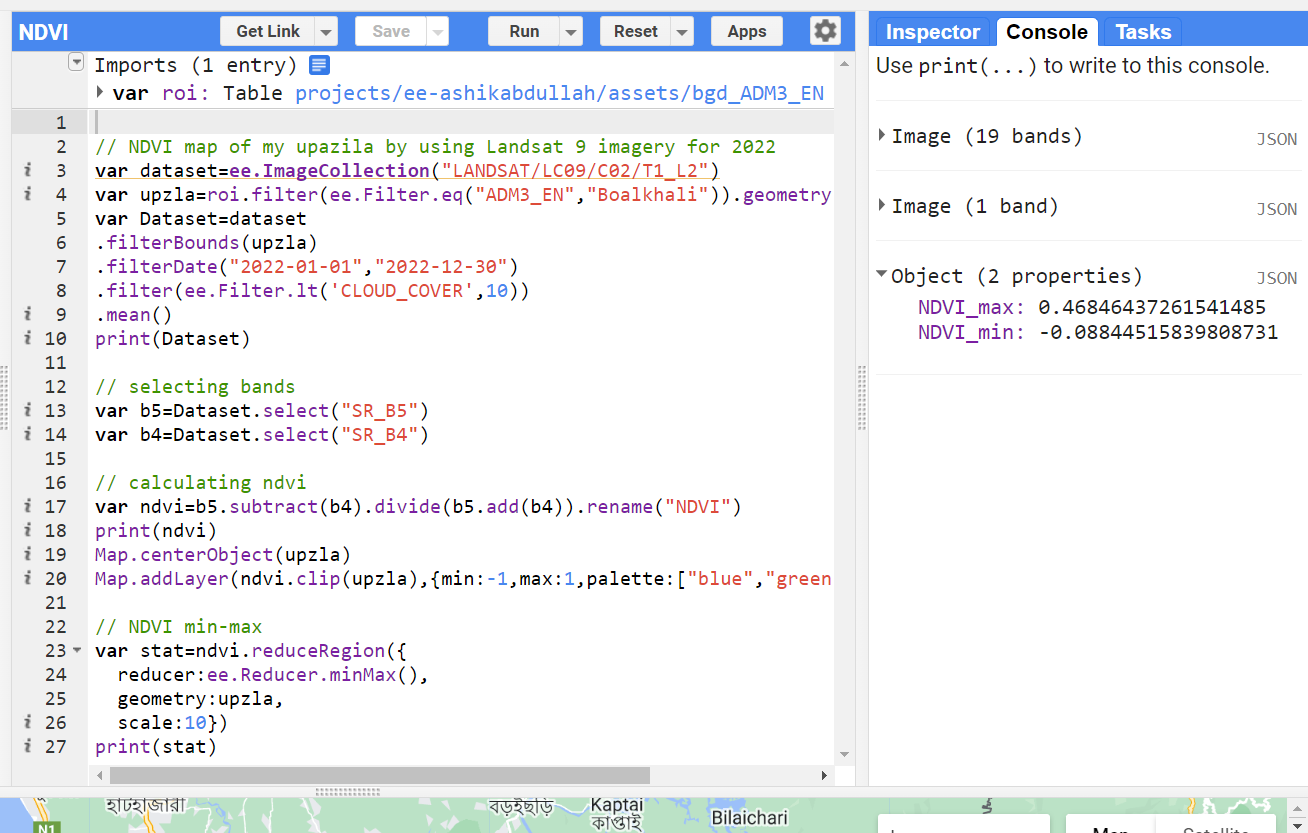 NDVI
Get Link
Save
Run
Reset
Apps
Imports (1 entry)
var roi: Table projects/ee-ashikabdullah/assets/bgd_ADM3_EN
1
2 // NDVI map of my upazila by using Landsat 9 imagery for 2022
i 3 var dataset=ee.ImageCollection("LANDSAT/LC09/C02/T1_L2")
i 4 var upzla=roi.filter(ee.Filter.eq("ADM3_EN","Boalkhali")).geometry
5 var Dataset=dataset
6 .filterBounds(upzla)
7 .filterDate("2022-01-01","2022-12-30")
8 .filter(ee.Filter.lt('CLOUD_COVER',10))
i 9 .mean()
i 10 print(Dataset)
11
12 // selecting bands
i 13 var b5=Dataset.select("SR_B5")
i 14 var b4=Dataset.select("SR_B4")
15
16 // calculating ndvi
i 17 var ndvi=b5.subtract(b4).divide(b5.add(b4)).rename("NDVI")
i 18 print(ndvi)
i 19 Map.centerObject(upzla)
i 20 Map.addLayer(ndvi.clip(upzla),{min:-1,max:1,palette:["blue","green
21
22 // NDVI min-max
23 var stat=ndvi.reduceRegion({
24 reducer:ee.Reducer.minMax(),
25 geometry:upzla,
i 26 scale:10})
i 27 print(stat)
Inspector
Console
Tasks
Use print(...) to write to this console.
Image (19 bands)
JSON
Image (1 band)
JSON
Object (2 properties)
JSON
NDVI_max: 0.46846437261541485
NDVI_min: -0.08844515839808731
হাটহাজারী
N1
বড়ইছড়ি
Kaptai
কাপ্তাই
Bilaichari
Map
Satellite